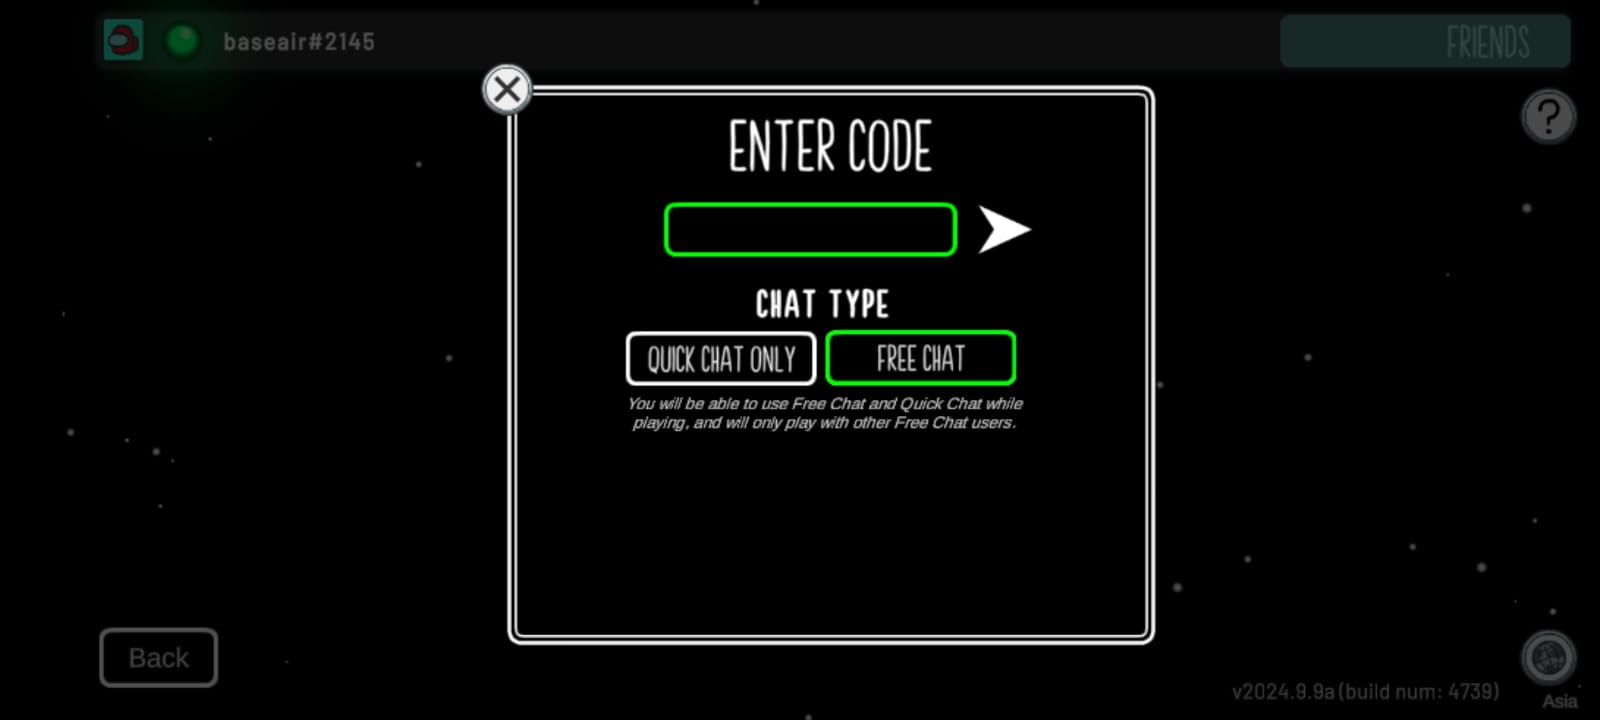 baseair#2145
FRIENDS
?
ENTER CODE
CHAT TYPE
QUICK CHAT ONLY
FREE CHAT
You will be able to use Free Chat and Quick Chat while
playing, and will only play with other Free Chat users.
Back
v2024.9.9a (build num: 4739)
Asia